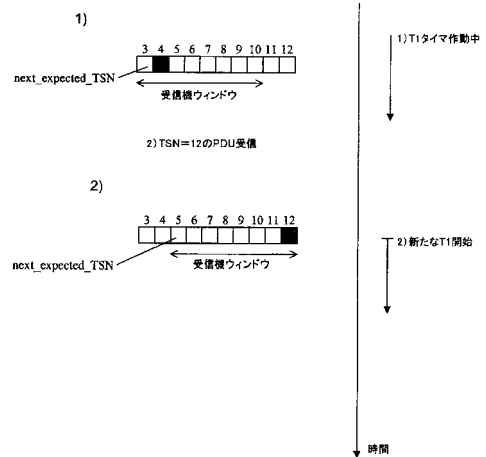 1)
1) T1タイマ作動中
3 4 5 6 7 8 9 10 11 12
next_expected_TSN
受信機ウィンドウ
2) TSN＝12のPDU受信
2)
3 4 5 6 7 8 9 10 11 12
2) 新たなT1開始
next_expected_TSN
受信機ウィンドウ
時間